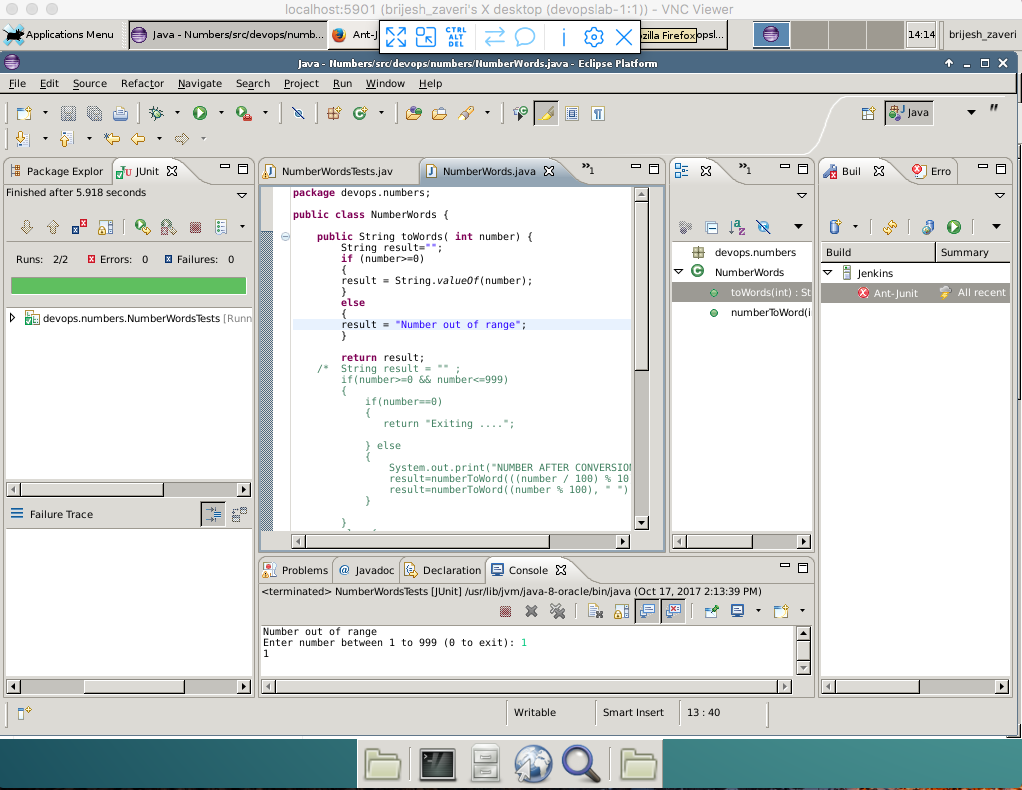 localhost:5901 (brijesh_zaveri's X desktop (devopslab-1:1)) - VNC Viewer
Applications Menu
Java - Numbers/src/devops/numb...
Ant-J
CTRL
ALT
DEL
zilla Firefox
opsl...
14:14
brijesh_zaveri
Java - Numbers/src/devops/numbers/NumberWords.java - Eclipse Platform
File Edit Source Refactor Navigate Search Project Run Window Help
Java
Package Explor
JUnit
NumberWordsTests.jav
NumberWords.java
1
1
Buil
Erro
Finished after 5.918 seconds
Runs: 2/2 Errors: 0 Failures: 0
devops.numbers.NumberWordsTests [Runn
Failure Trace
package devops.numbers;
public class NumberWords {
public String toWords( int number) {
String result="";
if (number>=0)
{
result = String.valueOf(number);
}
else
{
result = "Number out of range";
}
return result;
/* String result = "" ;
if(number>=0 && number<=999)
{
if(number==0)
{
return "Exiting ....";
} else
{
System.out.print("NUMBER AFTER CONVERSION
result=numberToWord(((number / 100) % 10
result=numberToWord((number % 100), " ")
}
}
devops.numbers
NumberWords
toWords(int) : St
numberToWord(i
Build Summary
Jenkins
Ant-Junit All recent
Problems
Javadoc
Declaration
Console
<terminated> NumberWordsTests [JUnit] /usr/lib/jvm/java-8-oracle/bin/java (Oct 17, 2017 2:13:39 PM)
Number out of range
Enter number between 1 to 999 (0 to exit): 1
1
Writable
Smart Insert
13 : 40